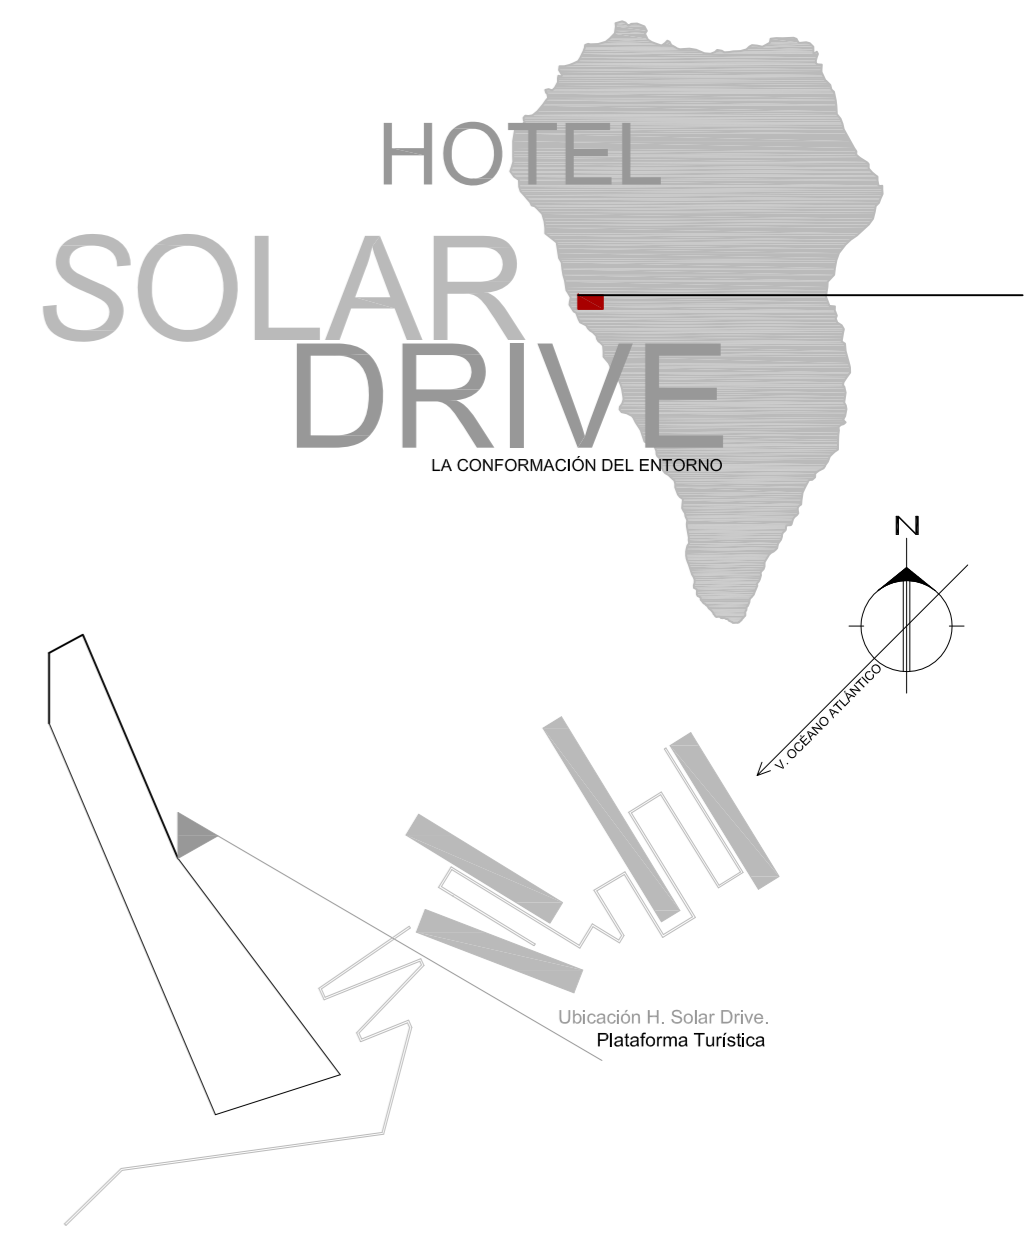 HOTEL
SOLAR
DRIVE
LA CONFORMACIÓN DEL ENTORNO
N
V. OCÉANO ATLÁNTICO
Ubicación H. Solar Drive.
Plataforma Turística